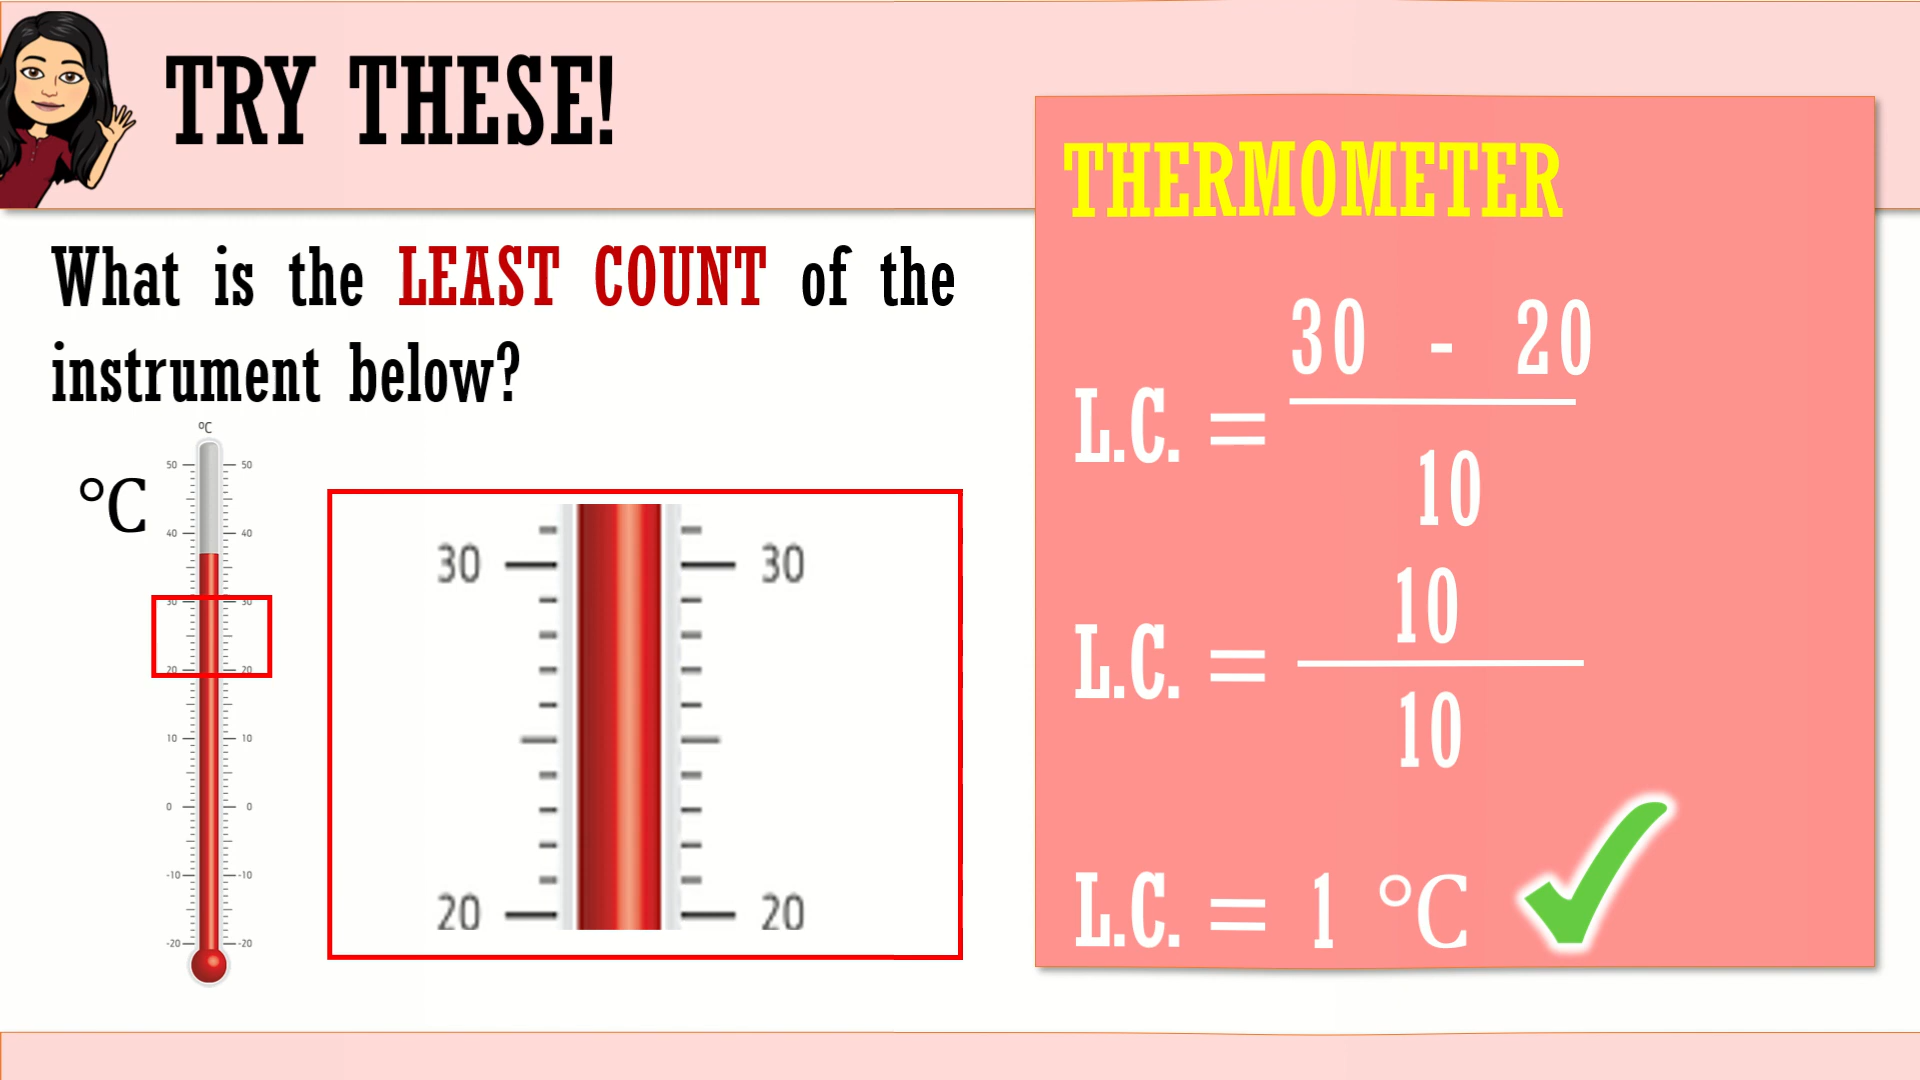 TRY THESE!
What is the LEAST COUNT of the
instrument below?
°C
ºC
50 50
40 40
30 30
20 20
10 10
0 0
-10 -10
-20 -20
30 30
20 20
THERMOMETER
30 - 20
L.C. =
10
10
L.C. =
10
L.C. = 1 °C